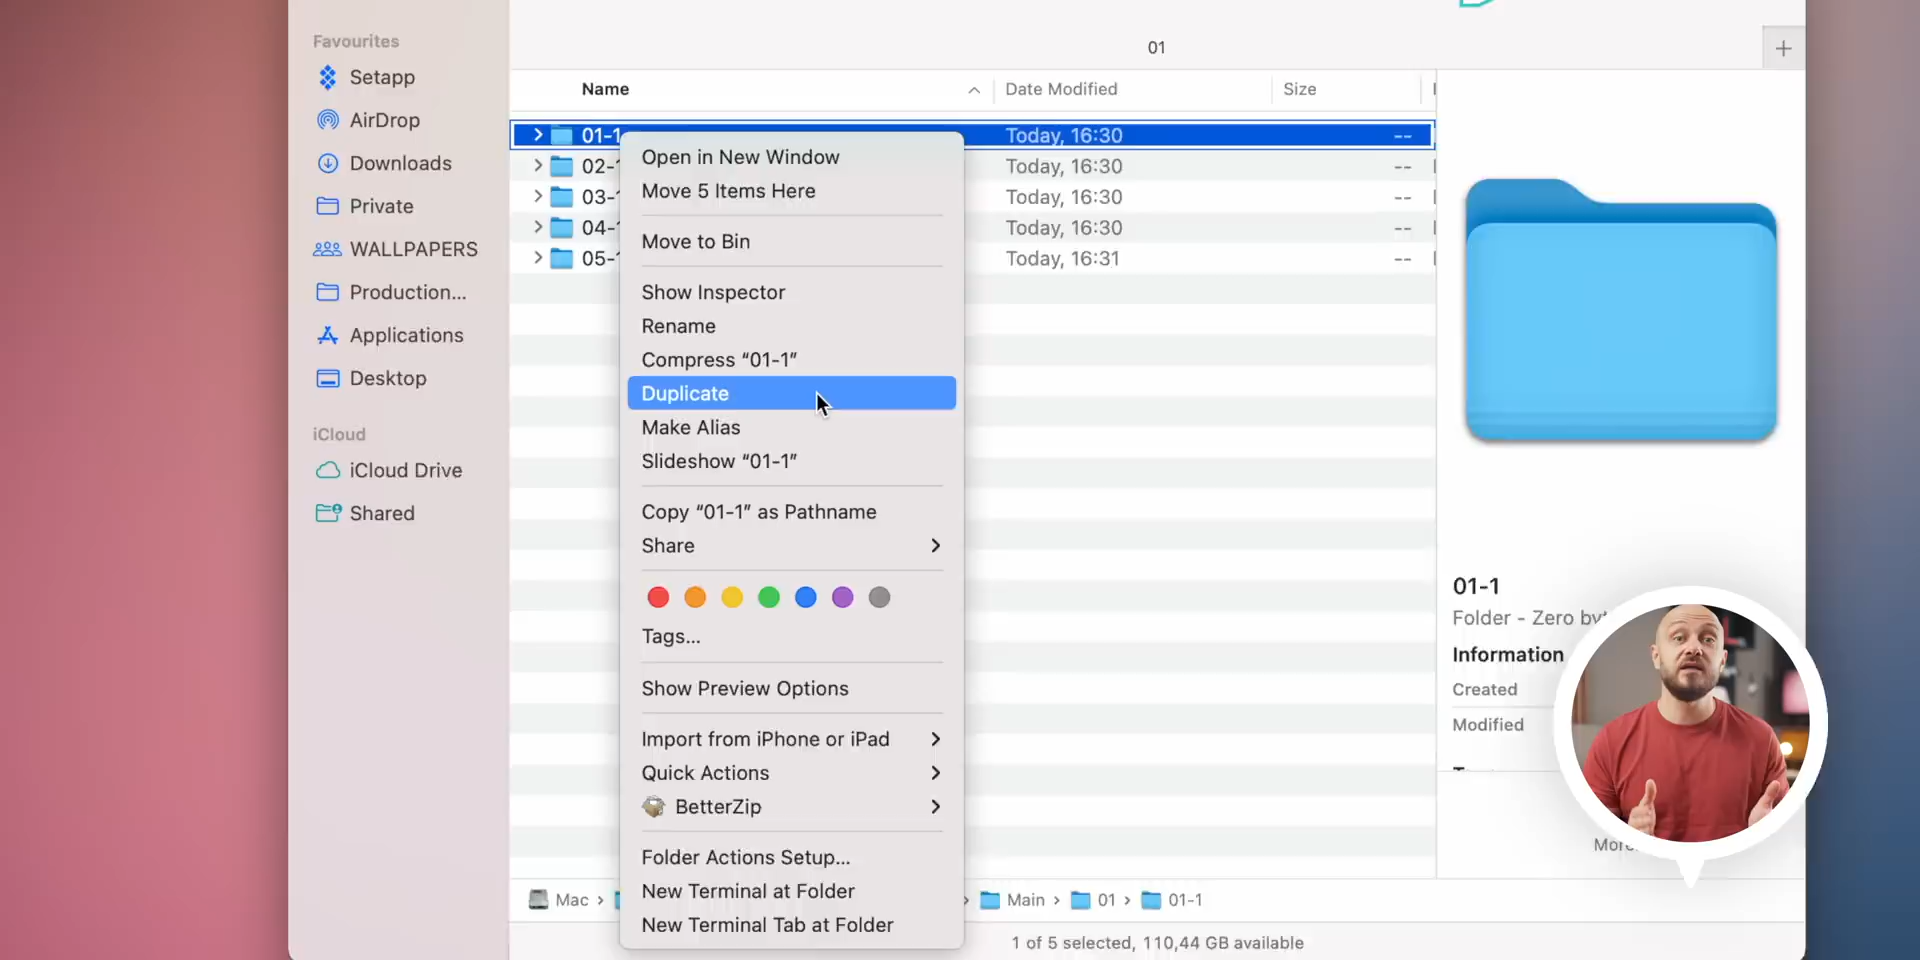 Favourites
Setapp
AirDrop
Downloads
Private
WALLPAPERS
Production...
Applications
Desktop
iCloud
iCloud Drive
Shared
01
Name
Date Modified
Size
01-1
Today, 16:30
--
02-
Today, 16:30
--
03-
Today, 16:30
--
04-
Today, 16:30
--
05-
Today, 16:31
--
Open in New Window
Move 5 Items Here
Move to Bin
Show Inspector
Rename
Compress “01-1”
Duplicate
Make Alias
Slideshow “01-1”
Copy “01-1” as Pathname
Share
Tags...
Show Preview Options
Import from iPhone or iPad
Quick Actions
BetterZip
Folder Actions Setup...
New Terminal at Folder
New Terminal Tab at Folder
01-1
Folder - Zero
Information
Created
Modified
Mac
Main
01
01-1
1 of 5 selected, 110,44 GB available